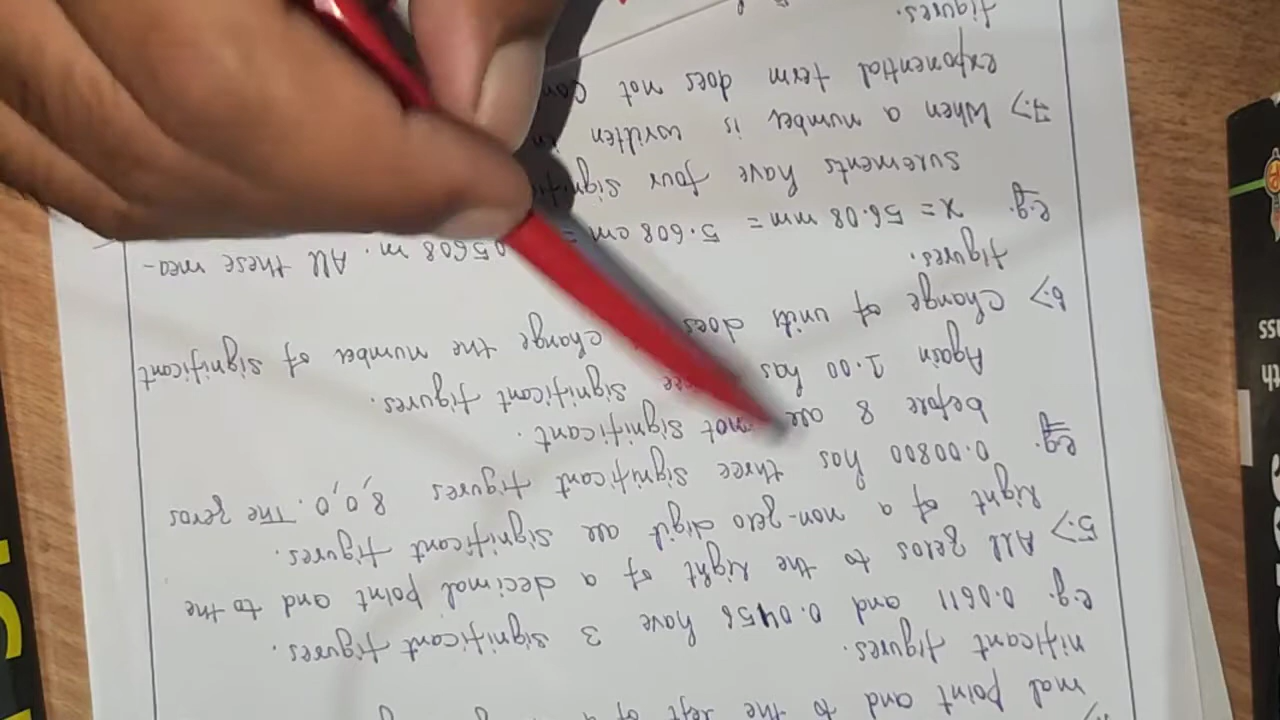 mal point and to the left of a
nificant figures.
e.g. 0.0611 and 0.0456 have 3 significant figures.
5.> All zeros to the right of a decimal point and to the
right of a non-zero digit are significant figures.
e.g. 0.00800 has three significant figures 8,0,0. The zeros
before 8 are not significant.
Again 1.00 has significant figures.
6.> Change of units does change the number of significant
figures.
e.g. x = 56.08 mm = 5.608 cm = 05608 m. All these mea-
surements have four
7.> When a number is written
exponential term does not
figures.